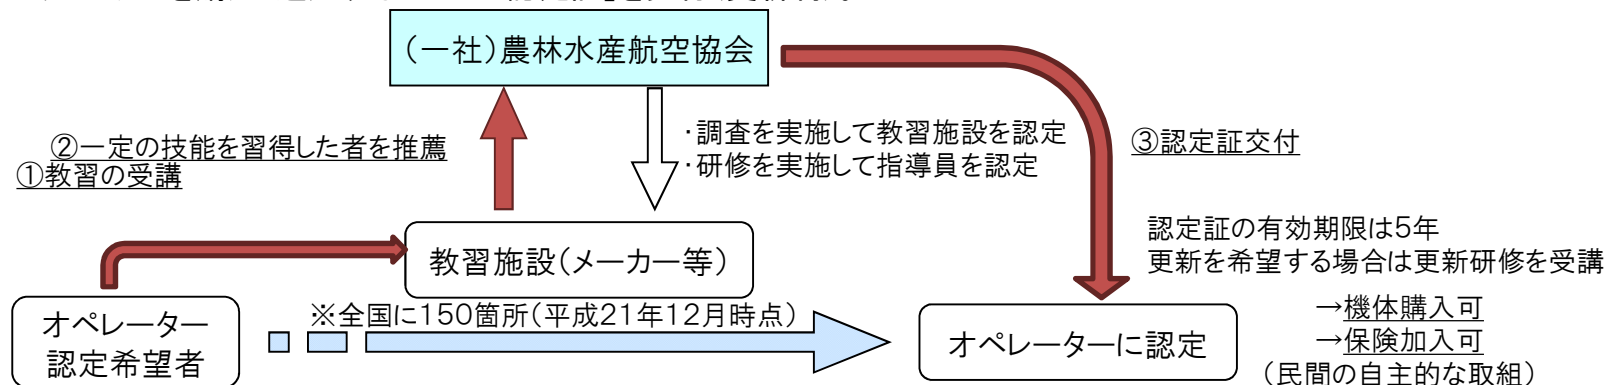 (一社)農林水産航空協会
・調査を実施して教習施設を認定
・研修を実施して指導員を認定
③認定証交付
②一定の技能を習得した者を推薦
①教習の受講
認定証の有効期限は5年
更新を希望する場合は更新研修を受講
教習施設(メーカー等)
※全国に150箇所(平成21年12月時点)
オペレーター
認定希望者
オペレーターに認定
→機体購入可
→保険加入可
(民間の自主的な取組)